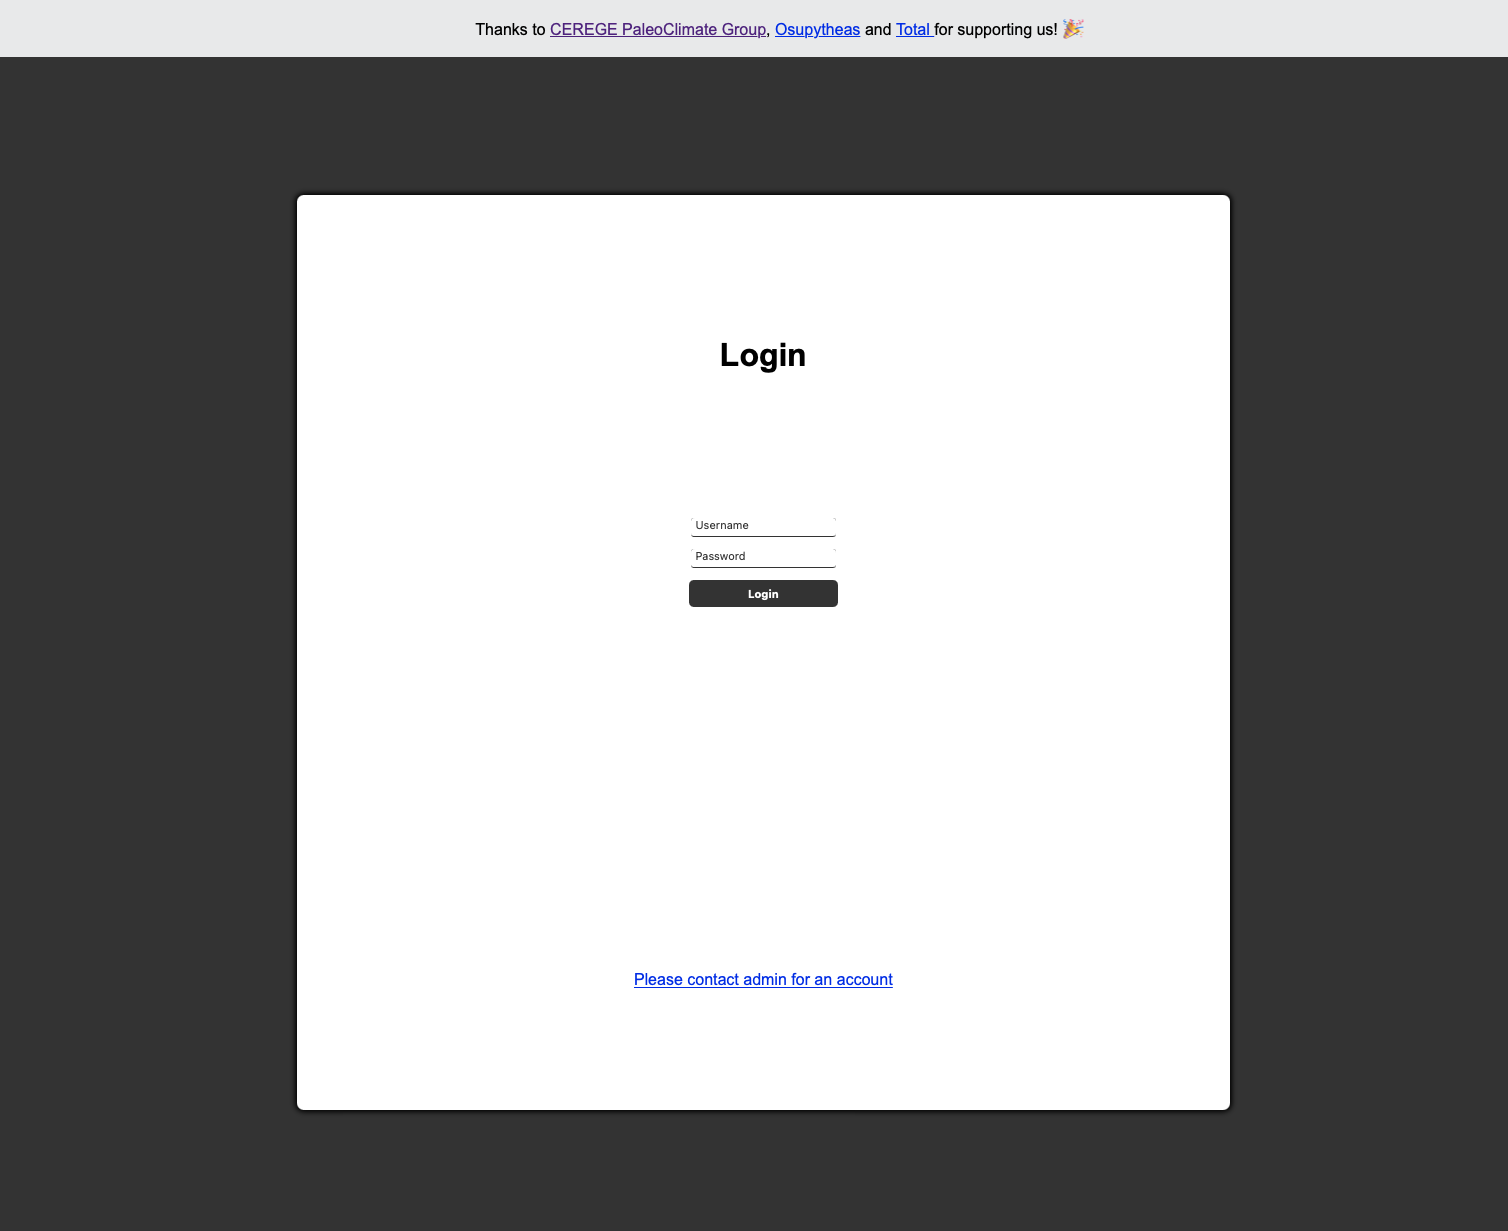 Thanks to CEREGE PaleoClimate Group, Osupytheas and Total for supporting us! 🎉
Login
Username
Password
Login
Please contact admin for an account